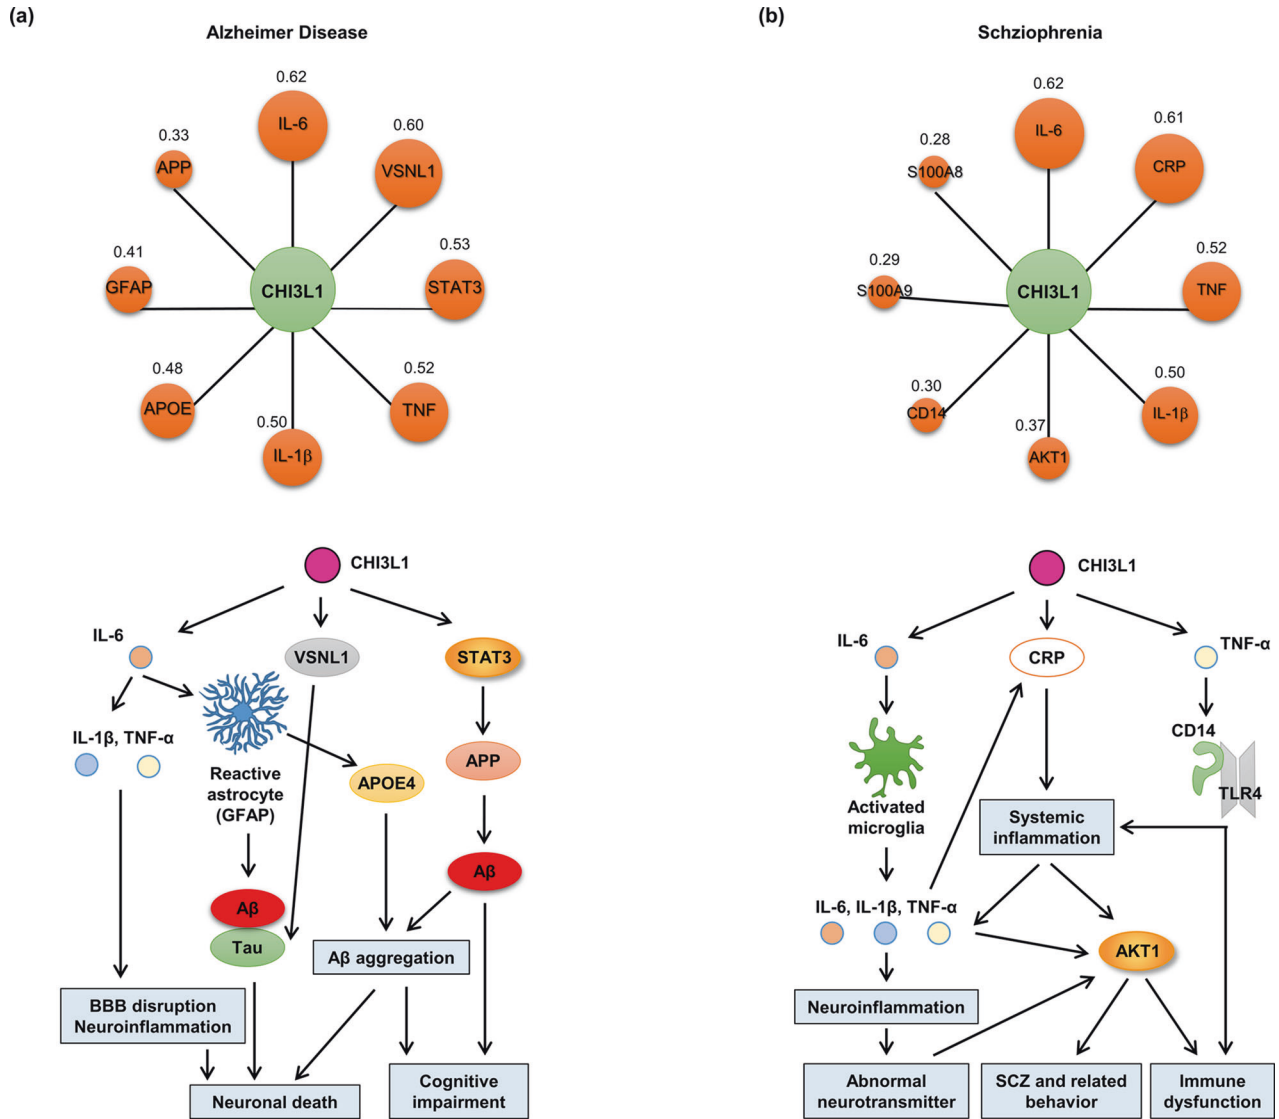 (a)
Alzheimer Disease
0.62
IL-6
0.60
VSNL1
0.33
APP
0.53
STAT3
0.41
GFAP
CHI3L1
0.52
TNF
0.48
APOE
0.50
IL-1β
CHI3L1
IL-6
VSNL1
STAT3
IL-1β, TNF-α
Reactive
astrocyte
(GFAP)
APOE4
APP
Aβ
Aβ
Tau
Aβ aggregation
BBB disruption
Neuroinflammation
Neuronal death
Cognitive
impairment
(b)
Schziophrenia
0.62
IL-6
0.61
CRP
0.28
S100A8
0.52
TNF
0.29
S100A9
CHI3L1
0.50
IL-1β
0.30
CD14
0.37
AKT1
CHI3L1
IL-6
CRP
TNF-α
CD14
TLR4
Activated
microglia
Systemic
inflammation
IL-6, IL-1β, TNF-α
AKT1
Neuroinflammation
Abnormal
neurotransmitter
SCZ and related
behavior
Immune
dysfunction